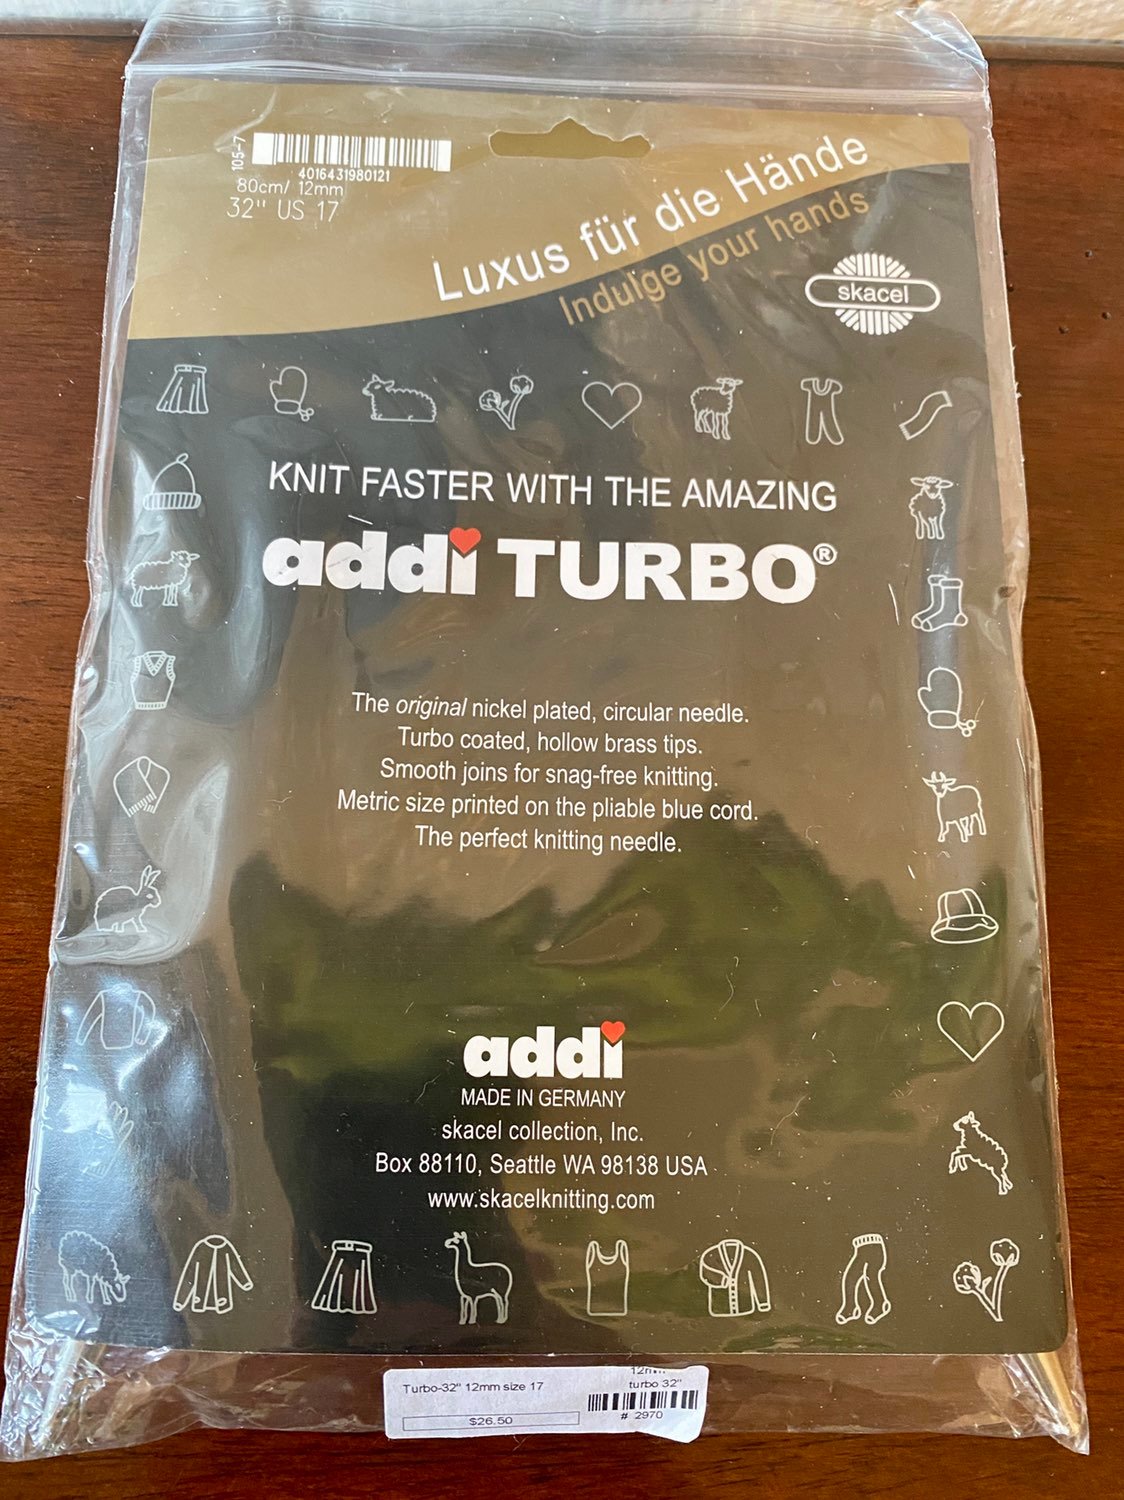 105-7
4016431980121
80cm/ 12mm
32" US 17
Luxus für die Hände
Indulge your hands
skacel
KNIT FASTER WITH THE AMAZING
addi TURBO®
The original nickel plated, circular needle.
Turbo coated, hollow brass tips.
Smooth joins for snag-free knitting.
Metric size printed on the pliable blue cord.
The perfect knitting needle.
addi
MADE IN GERMANY
skacel collection, Inc.
Box 88110, Seattle WA 98138 USA
www.skacelknitting.com
Turbo-32" 12mm size 17
$26.50
turbo 32"
# 2970